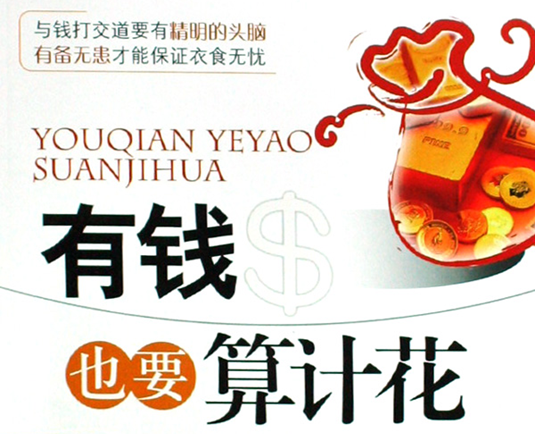 与钱打交道要有精明的头脑
有备无患才能保证衣食无忧
YOUQIAN YEYAO
SUANJIHUA
有钱$
也要算计花